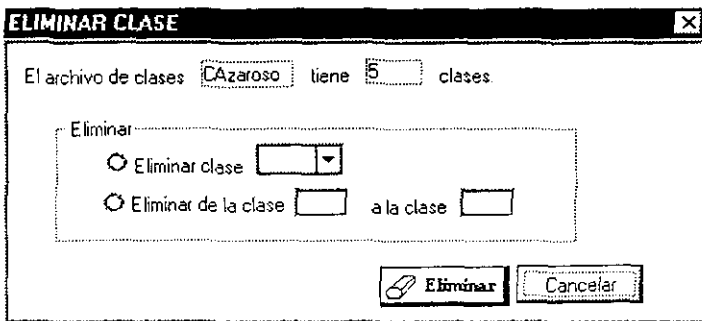 ELIMINAR CLASE
El archivo de clases CAzaroso tiene 5 clases.
Eliminar
Eliminar clase
Eliminar de la clase a la clase
Eliminar Cancelar